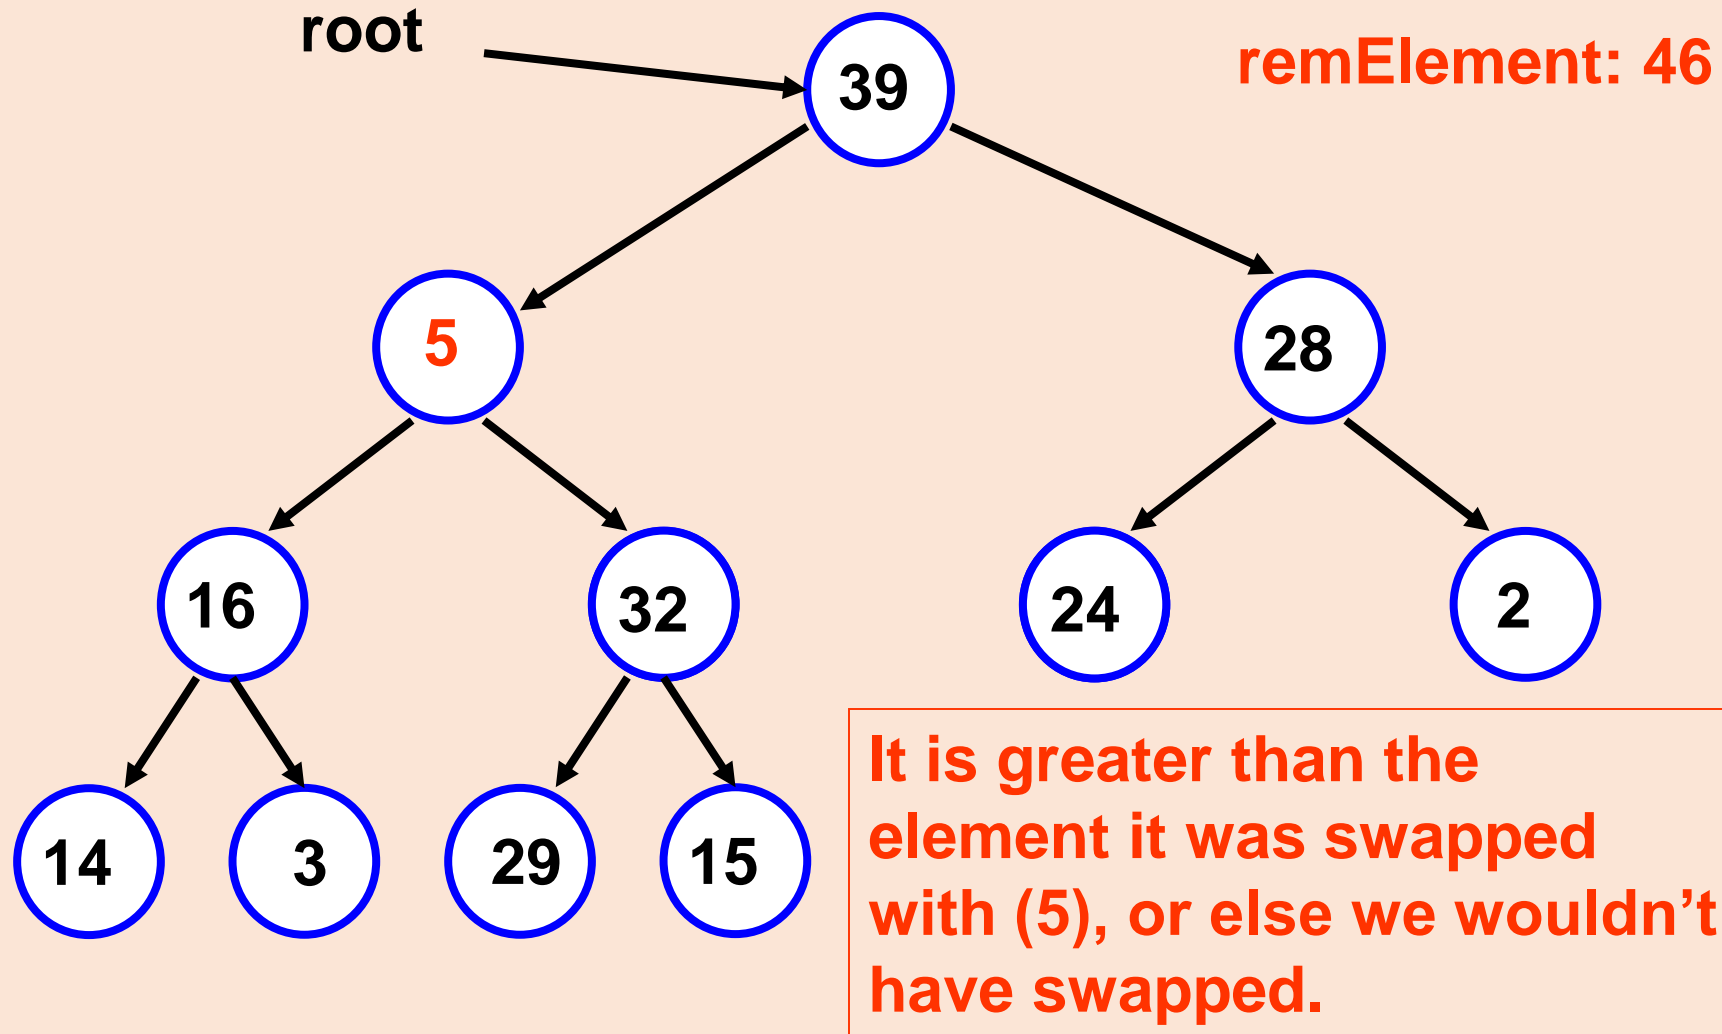 root
remElement: 46
39
5
28
16
32
24
2
14
3
29
15
It is greater than the
element it was swapped
with (5), or else we wouldn’t
have swapped.